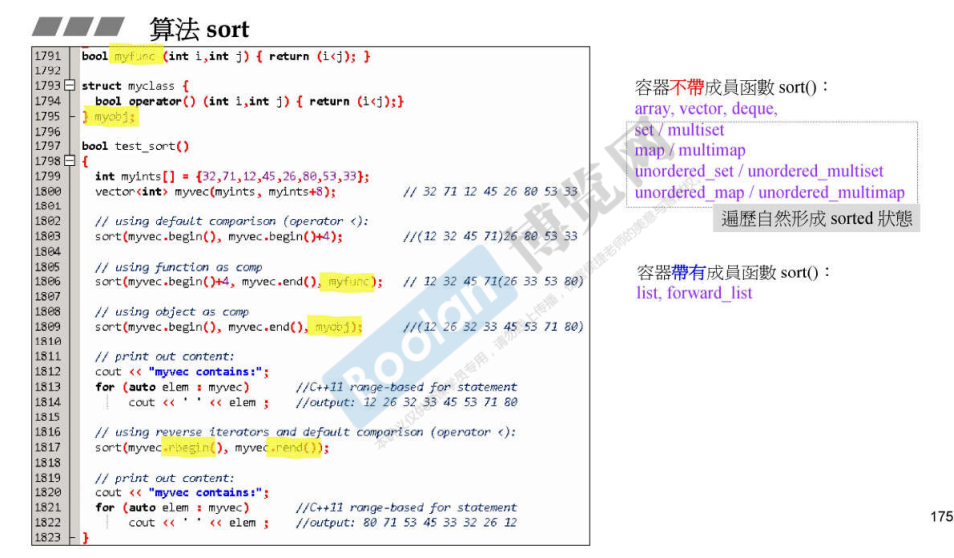 算法 sort
1791 bool myfunc (int i,int j) { return (i<j); }
1792
1793 struct myclass {
1794 bool operator() (int i,int j) { return (i<j);}
1795 } myobj;
1796
1797 bool test_sort()
1798 {
1799 int myints[] = {32,71,12,45,26,80,53,33};
1800 vector<int> myvec(myints, myints+8); // 32 71 12 45 26 80 53 33
1801
1802 // using default comparison (operator <):
1803 sort(myvec.begin(), myvec.begin()+4); //(12 32 45 71)26 80 53 33
1804
1805 // using function as comp
1806 sort(myvec.begin()+4, myvec.end(), myfunc); // 12 32 45 71(26 33 53 80)
1807
1808 // using object as comp
1809 sort(myvec.begin(), myvec.end(), myobj); //(12 26 32 33 45 53 71 80)
1810
1811 // print out content:
1812 cout << "myvec contains:";
1813 for (auto elem : myvec) //C++11 range-based for statement
1814 cout << ' ' << elem ; //output: 12 26 32 33 45 53 71 80
1815
1816 // using reverse iterators and default comparison (operator <):
1817 sort(myvec.rbegin(), myvec.rend());
1818
1819 // print out content:
1820 cout << "myvec contains:";
1821 for (auto elem : myvec) //C++11 range-based for statement
1822 cout << ' ' << elem ; //output: 80 71 53 45 33 32 26 12
1823 }
容器不帶成員函數 sort()：
array, vector, deque,
set / multiset
map / multimap
unordered_set / unordered_multiset
unordered_map / unordered_multimap
遍歷自然形成 sorted 狀態
容器帶有成員函數 sort()：
list, forward_list
Boolan 博览网
175